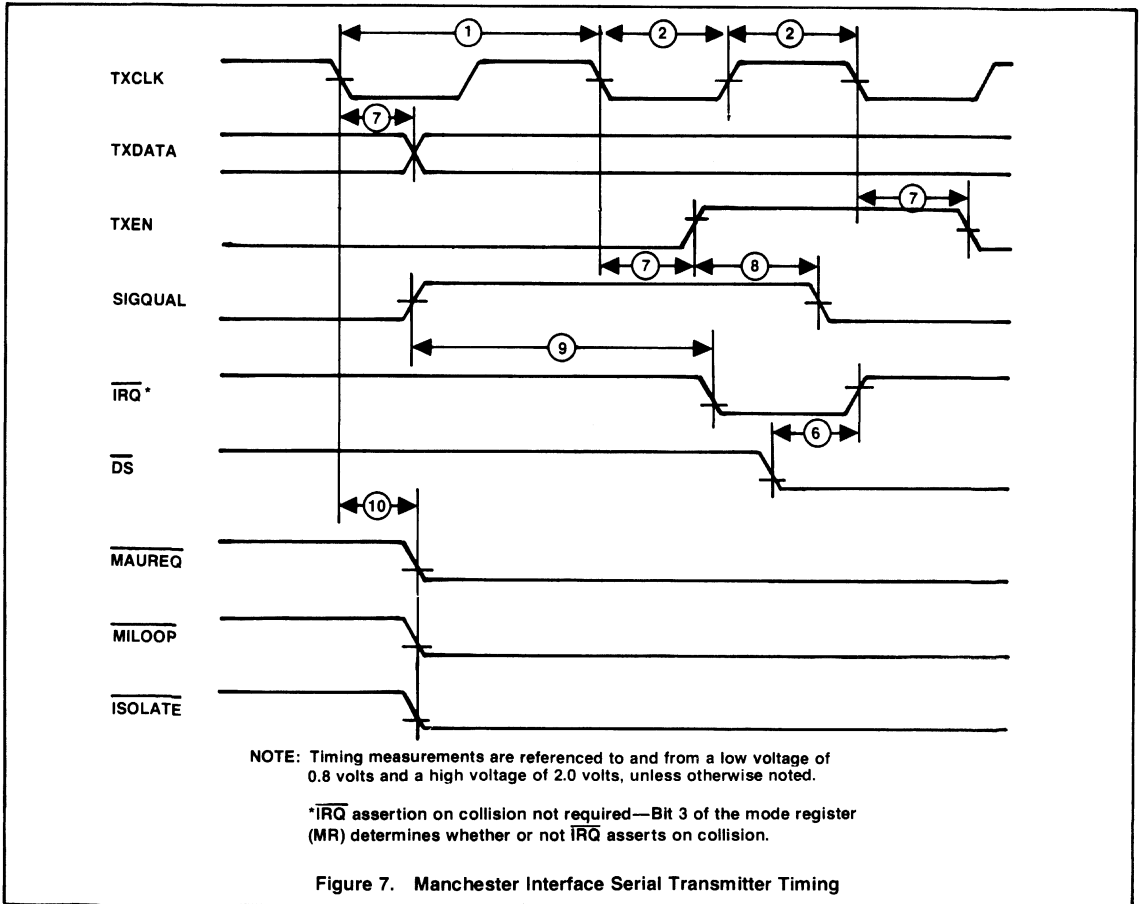 1
2
2
TXCLK
7
TXDATA
TXEN
7
7
8
SIGQUAL
9
IRQ*
6
DS
10
MAUREQ
MILOOP
ISOLATE
NOTE: Timing measurements are referenced to and from a low voltage of
0.8 volts and a high voltage of 2.0 volts, unless otherwise noted.
*IRQ assertion on collision not required—Bit 3 of the mode register
(MR) determines whether or not IRQ asserts on collision.
Figure 7. Manchester Interface Serial Transmitter Timing